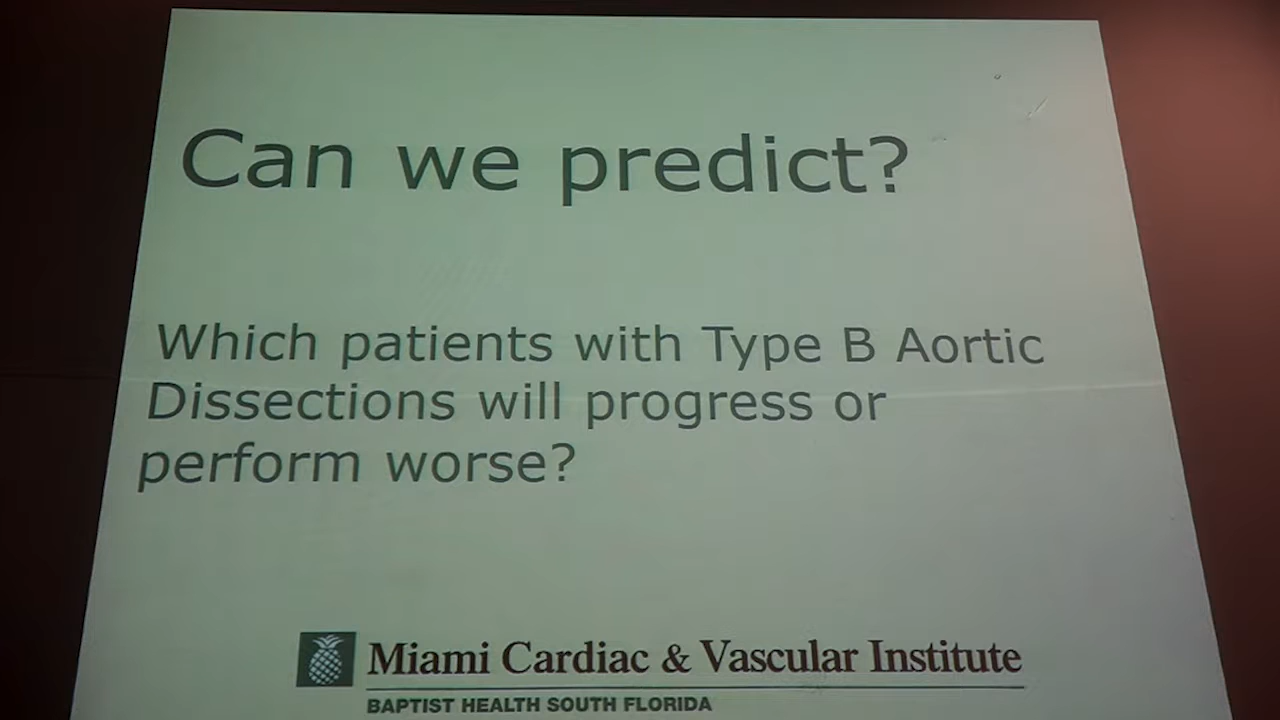 Can we predict?
Which patients with Type B Aortic
Dissections will progress or
perform worse?
Miami Cardiac & Vascular Institute
BAPTIST HEALTH SOUTH FLORIDA